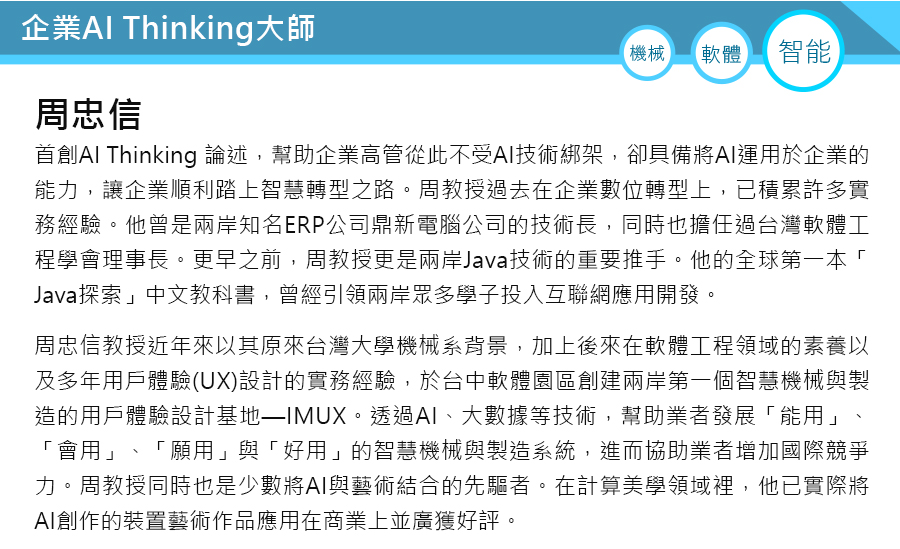 企業AI Thinking大師
機械
軟體
智能
周忠信
首創AI Thinking 論述，幫助企業高管從此不受AI技術綁架，卻具備將AI運用於企業的
能力，讓企業順利踏上智慧轉型之路。周教授過去在企業數位轉型上，已積累許多實
務經驗。他曾是兩岸知名ERP公司鼎新電腦公司的技術長，同時也擔任過台灣軟體工
程學會理事長。更早之前，周教授更是兩岸Java技術的重要推手。他的全球第一本「
Java探索」中文教科書，曾經引領兩岸眾多學子投入互聯網應用開發。
周忠信教授近年來以其原來台灣大學機械系背景，加上後來在軟體工程領域的素養以
及多年用戶體驗(UX)設計的實務經驗，於台中軟體園區創建兩岸第一個智慧機械與製
造的用戶體驗設計基地—IMUX。透過AI、大數據等技術，幫助業者發展「能用」、
「會用」、「願用」與「好用」的智慧機械與製造系統，進而協助業者增加國際競爭
力。周教授同時也是少數將AI與藝術結合的先驅者。在計算美學領域裡，他已實際將
AI創作的裝置藝術作品應用在商業上並廣獲好評。